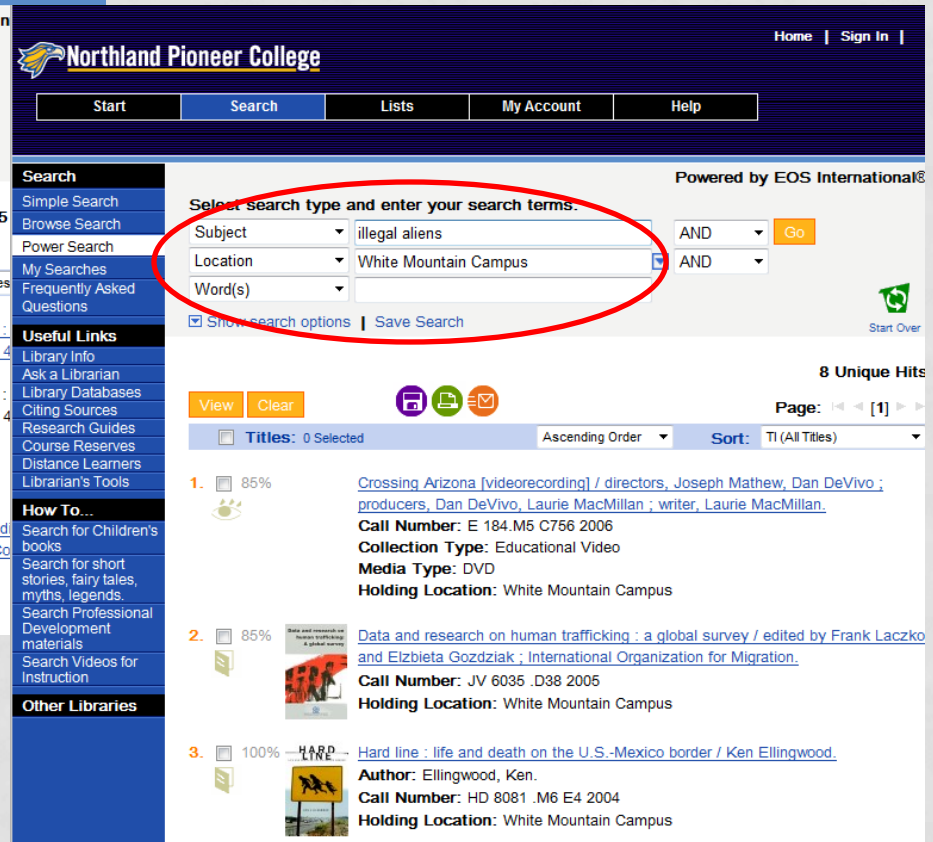 Home | Sign In |
Northland Pioneer College
Start Search Lists My Account Help
Search
Simple Search
Browse Search
Power Search
My Searches
Frequently Asked
Questions
Useful Links
Library Info
Ask a Librarian
Library Databases
Citing Sources
Research Guides
Course Reserves
Distance Learners
Librarian's Tools
How To...
Search for Children's
books
Search for short
stories, fairy tales,
myths, legends.
Search Professional
Development
materials
Search Videos for
Instruction
Other Libraries
Powered by EOS International®
Select search type and enter your search terms:
Subject illegal aliens AND Go
Location White Mountain Campus AND
Word(s)
Show search options | Save Search
Start Over
8 Unique Hits
View Clear
Page: [1]
Titles: 0 Selected Ascending Order Sort: TI (All Titles)
1. 85% Crossing Arizona [videorecording] / directors, Joseph Mathew, Dan DeVivo ;
producers, Dan DeVivo, Laurie MacMillan ; writer, Laurie MacMillan.
Call Number: E 184.M5 C756 2006
Collection Type: Educational Video
Media Type: DVD
Holding Location: White Mountain Campus
2. 85% Data and research on human trafficking : a global survey / edited by Frank Laczko
and Elzbieta Gozdziak ; International Organization for Migration.
Call Number: JV 6035 .D38 2005
Holding Location: White Mountain Campus
Data and research on
human trafficking:
A global survey
3. 100% Hard line : life and death on the U.S.-Mexico border / Ken Ellingwood.
Author: Ellingwood, Ken.
Call Number: HD 8081 .M6 E4 2004
Holding Location: White Mountain Campus
HARD
LINE